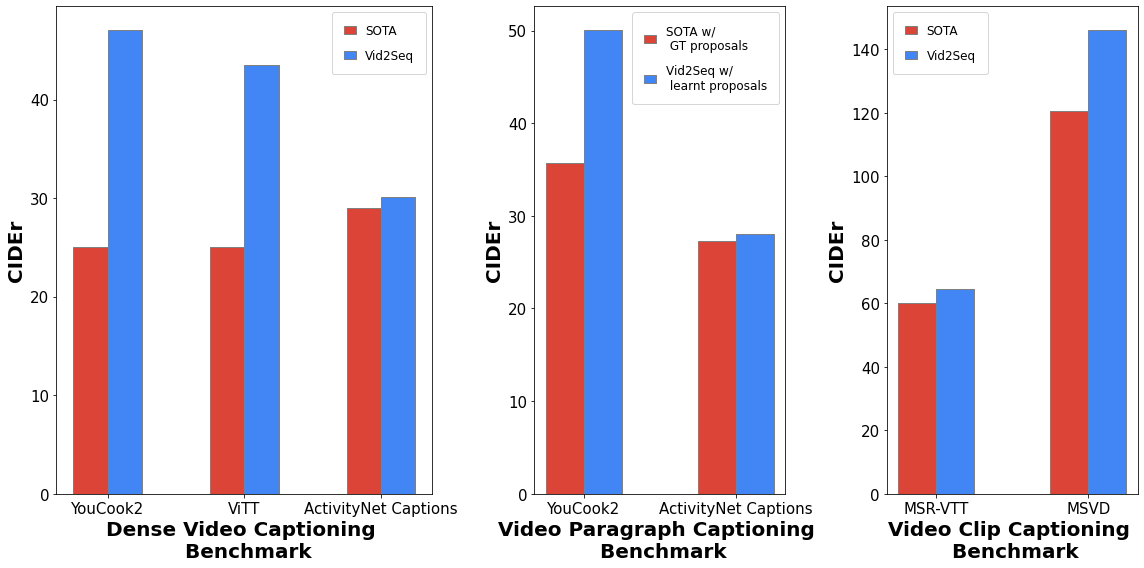 CIDEr
40
30
20
10
0
SOTA
Vid2Seq
YouCook2
ViTT
ActivityNet Captions
Dense Video Captioning
Benchmark
CIDEr
50
40
30
20
10
0
SOTA w/
GT proposals
Vid2Seq w/
learnt proposals
YouCook2
ActivityNet Captions
Video Paragraph Captioning
Benchmark
CIDEr
140
120
100
80
60
40
20
0
SOTA
Vid2Seq
MSR-VTT
MSVD
Video Clip Captioning
Benchmark